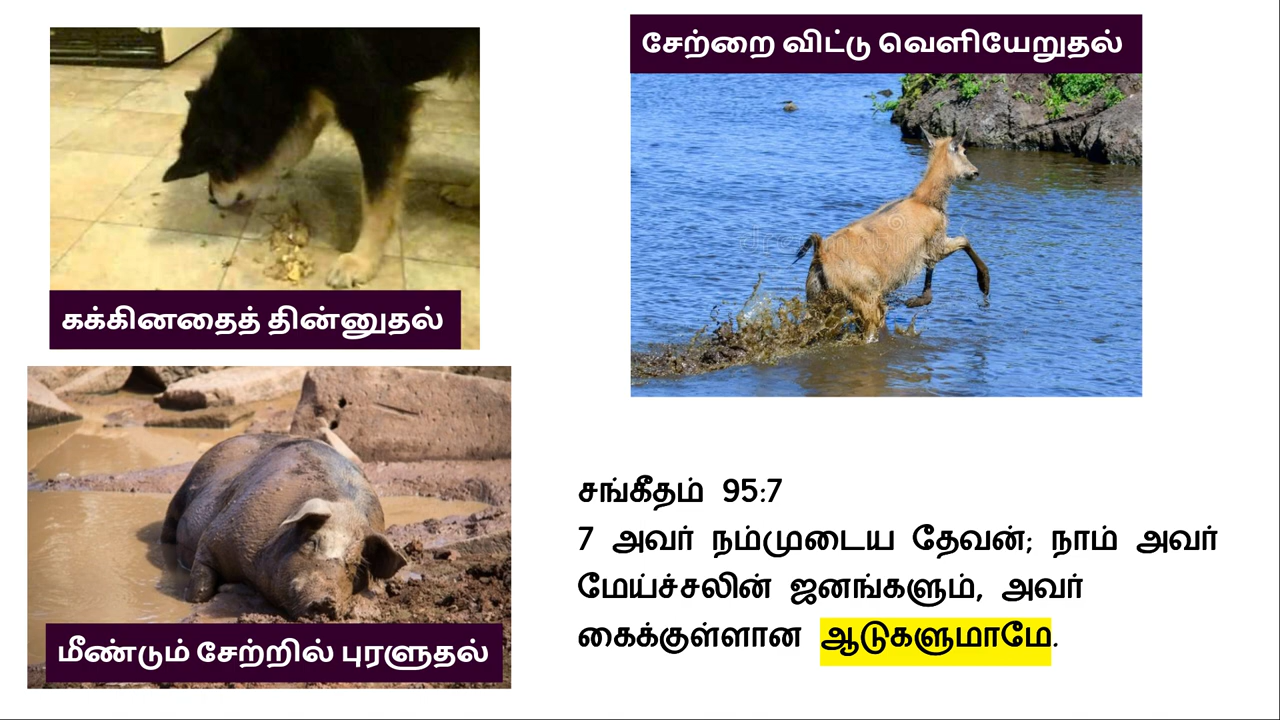 கக்கினதைத் தின்னுதல்
மீண்டும் சேற்றில் புரளுதல்
சேற்றை விட்டு வெளியேறுதல்
சங்கீதம் 95:7
7 அவர் நம்முடைய தேவன்; நாம் அவர்
மேய்ச்சலின் ஜனங்களும், அவர்
கைக்குள்ளான ஆடுகளுமாமே.